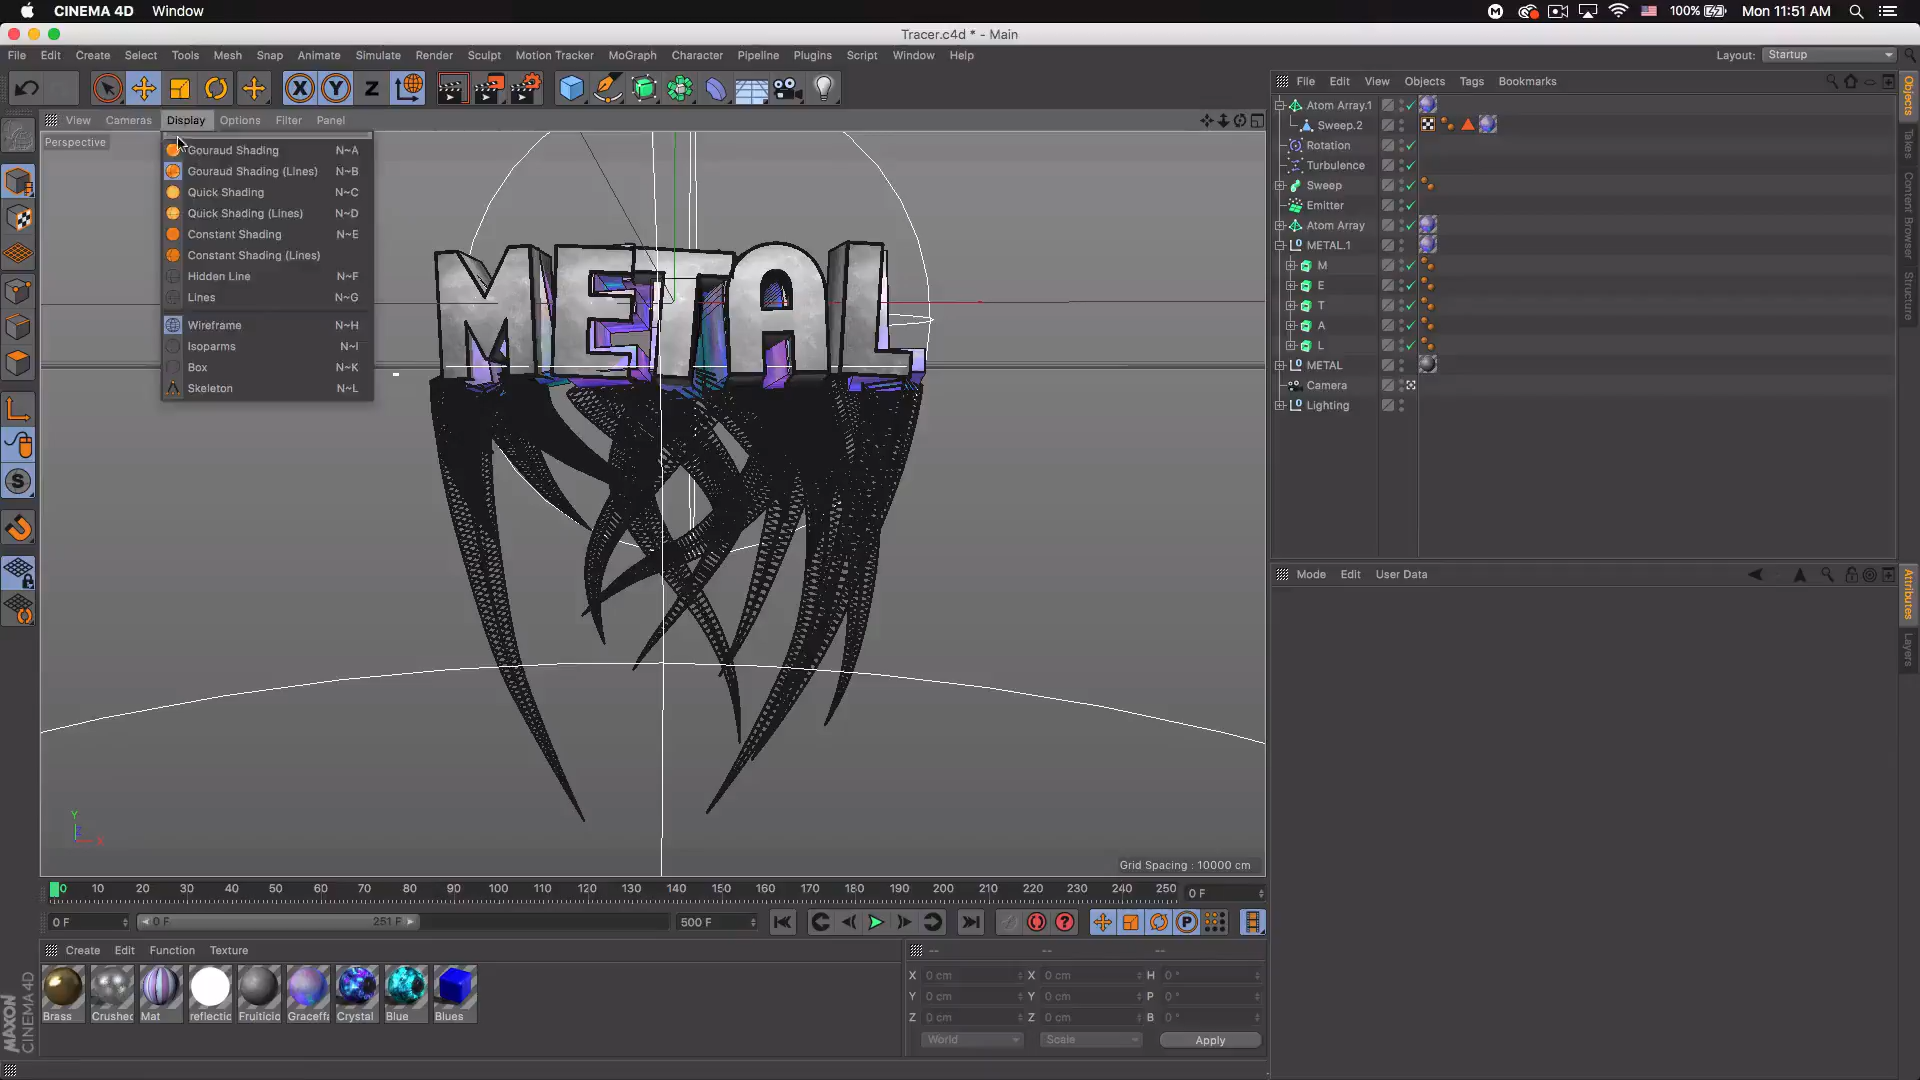 CINEMA 4D Window
100% Mon 11:51 AM
Tracer.c4d * - Main
File Edit Create Select Tools Mesh Snap Animate Simulate Render Sculpt Motion Tracker MoGraph Character Pipeline Plugins Script Window Help
Layout: Startup
X Y Z
File Edit View Objects Tags Bookmarks
View Cameras Display Options Filter Panel
Perspective
Gouraud Shading N~A
Gouraud Shading (Lines) N~B
Quick Shading N~C
Quick Shading (Lines) N~D
Constant Shading N~E
Constant Shading (Lines)
Hidden Line N~F
Lines N~G
Wireframe N~H
Isoparms N~I
Box N~K
Skeleton N~L
METAL
Atom Array.1
Sweep.2
Rotation
Turbulence
Sweep
Emitter
Atom Array
METAL.1
M
E
T
A
L
METAL
Camera
Lighting
Objects
Takes
Content Browser
Structure
Mode Edit User Data
Attributes
Layers
S
Y
Z
X
Grid Spacing : 10000 cm
0 10 20 30 40 50 60 70 80 90 100 110 120 130 140 150 160 170 180 190 200 210 220 230 240 250
0 F
0 F 0 F 251 F 500 F
P
Create Edit Function Texture
-- -- --
X 0 cm X 0 cm H 0 °
Y 0 cm Y 0 cm P 0 °
Z 0 cm Z 0 cm B 0 °
World Scale Apply
Brass Crushed Mat reflectic Fruiticio Graceffa Crystal Blue Blues
MAXON
CINEMA 4D